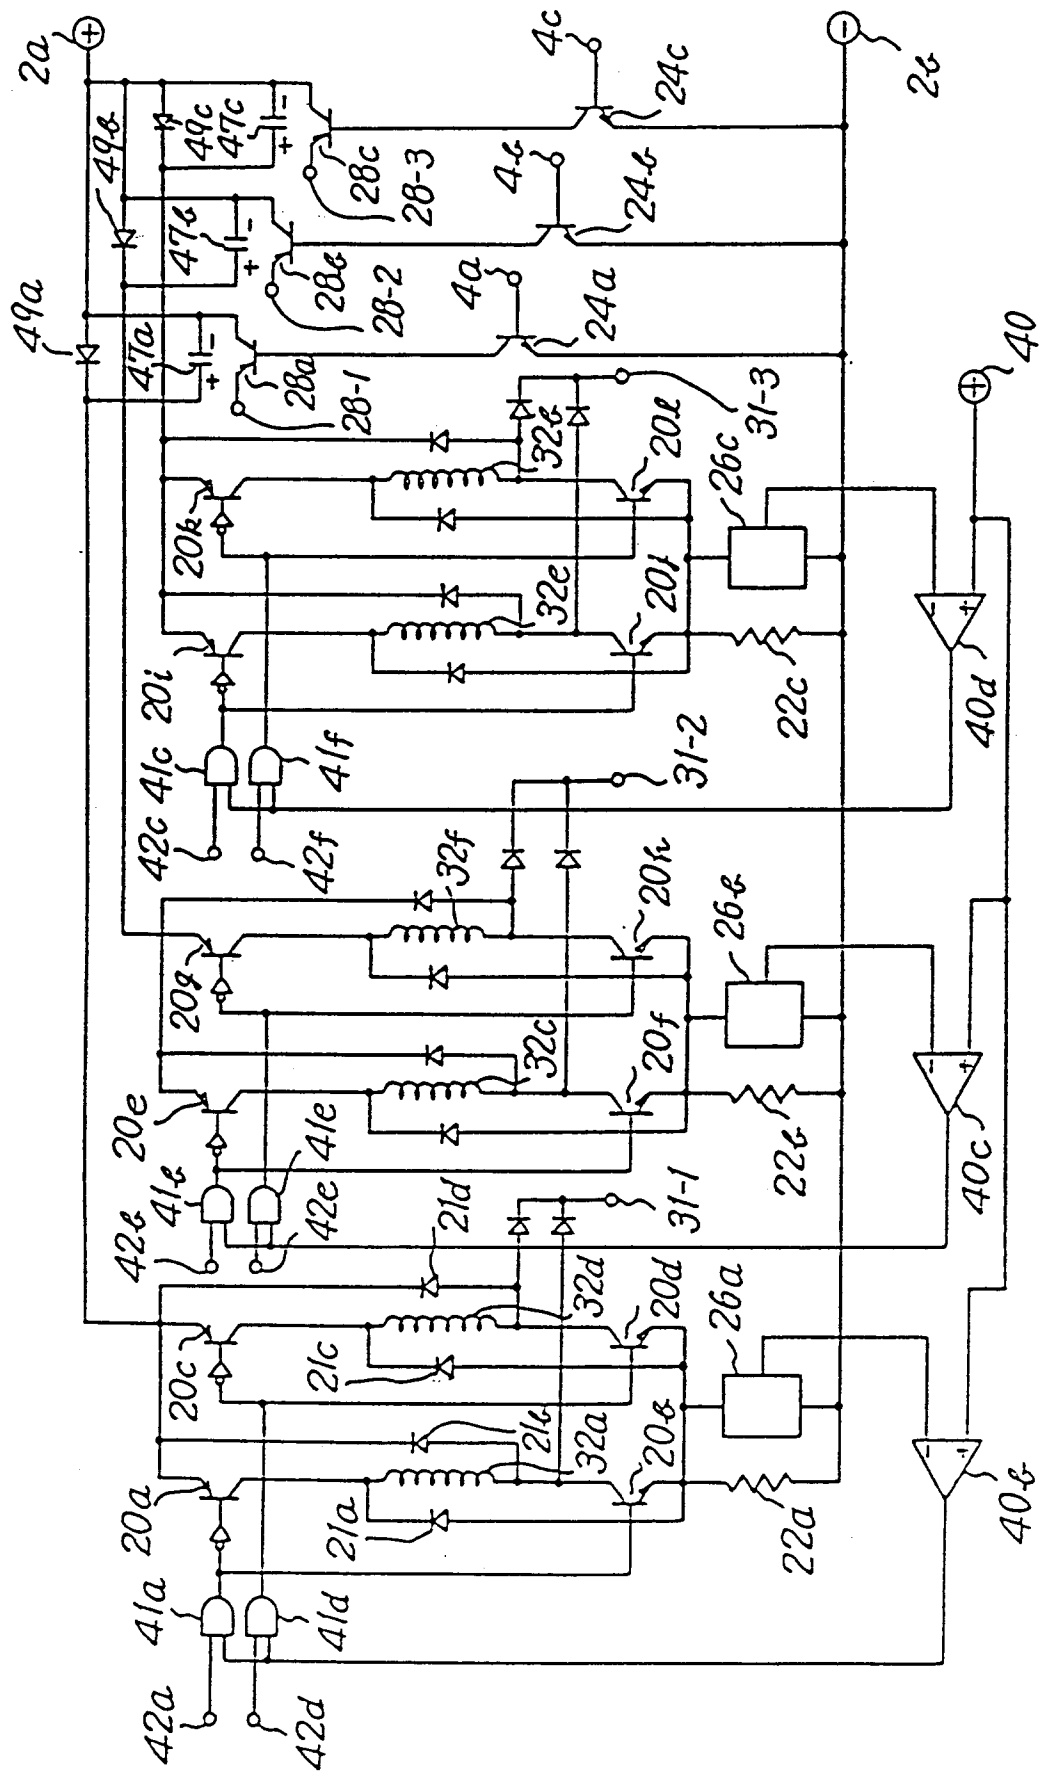 2a
49a
49b
49c
47a
47b
47c
28a
28-1
28b
28-2
28c
28-3
4a
4b
4c
24a
24b
24c
2b
20a
20c
20e
20g
20i
20k
41a
41d
41b
41e
41c
41f
42a
42d
42b
42e
42c
42f
21a
21b
21c
21d
32a
32d
32c
32f
32e
32b
31-1
31-2
31-3
20b
20d
20f
20h
20j
20l
22a
22b
22c
26a
26b
26c
40
40b
40c
40d
+
−